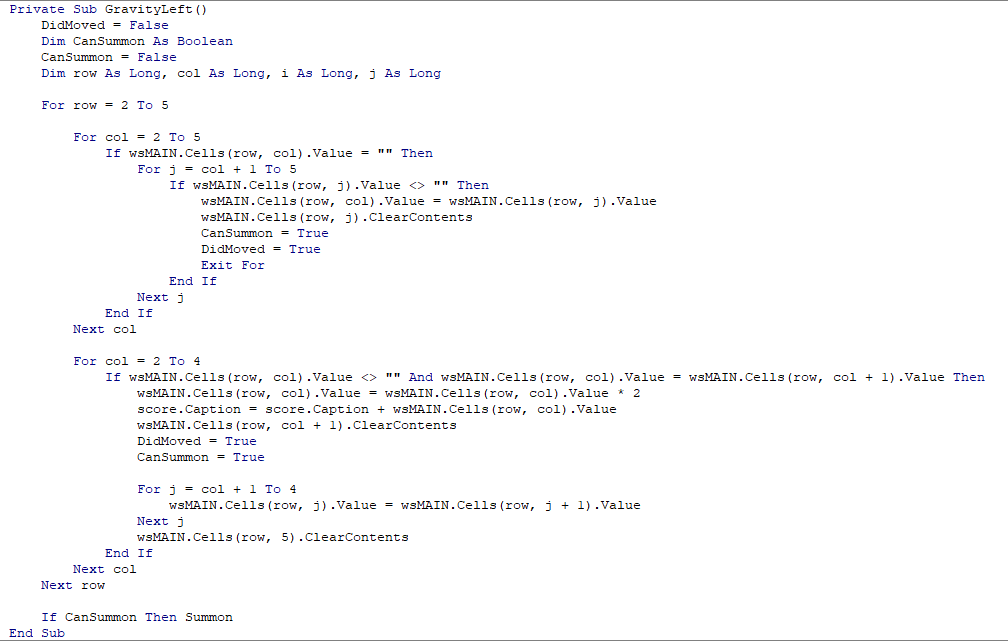 Private Sub GravityLeft()
    DidMoved = False
    Dim CanSummon As Boolean
    CanSummon = False
    Dim row As Long, col As Long, i As Long, j As Long

    For row = 2 To 5

        For col = 2 To 5
            If wsMAIN.Cells(row, col).Value = "" Then
                For j = col + 1 To 5
                    If wsMAIN.Cells(row, j).Value <> "" Then
                        wsMAIN.Cells(row, col).Value = wsMAIN.Cells(row, j).Value
                        wsMAIN.Cells(row, j).ClearContents
                        CanSummon = True
                        DidMoved = True
                        Exit For
                    End If
                Next j
            End If
        Next col

        For col = 2 To 4
            If wsMAIN.Cells(row, col).Value <> "" And wsMAIN.Cells(row, col).Value = wsMAIN.Cells(row, col + 1).Value Then
                wsMAIN.Cells(row, col).Value = wsMAIN.Cells(row, col).Value * 2
                score.Caption = score.Caption + wsMAIN.Cells(row, col).Value
                wsMAIN.Cells(row, col + 1).ClearContents
                DidMoved = True
                CanSummon = True

                For j = col + 1 To 4
                    wsMAIN.Cells(row, j).Value = wsMAIN.Cells(row, j + 1).Value
                Next j
                wsMAIN.Cells(row, 5).ClearContents
            End If
        Next col
    Next row

    If CanSummon Then Summon
End Sub